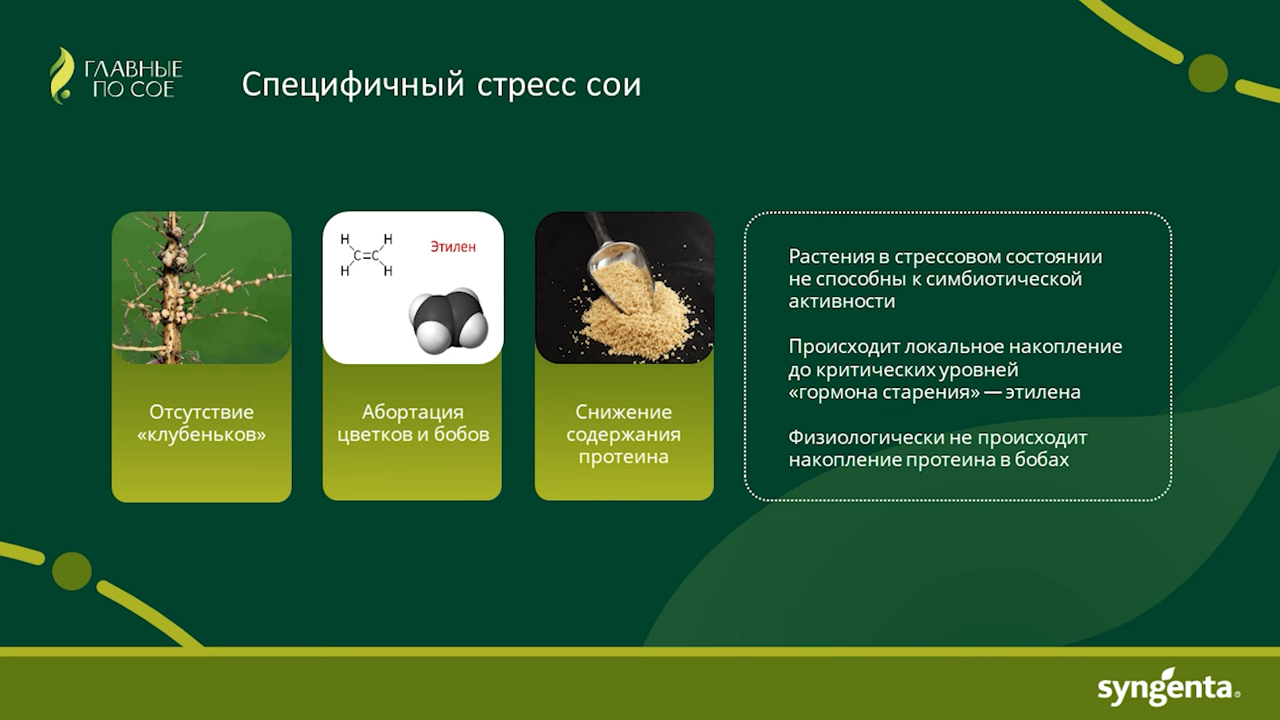 ГЛАВНЫЕ
ПО СОЕ
Специфичный стресс сои
H H
C=C
H H
Этилен
Отсутствие
«клубеньков»
Абортация
цветков и бобов
Снижение
содержания
протеина
Растения в стрессовом состоянии
не способны к симбиотической
активности
Происходит локальное накопление
до критических уровней
«гормона старения» — этилена
Физиологически не происходит
накопление протеина в бобах
syngenta®